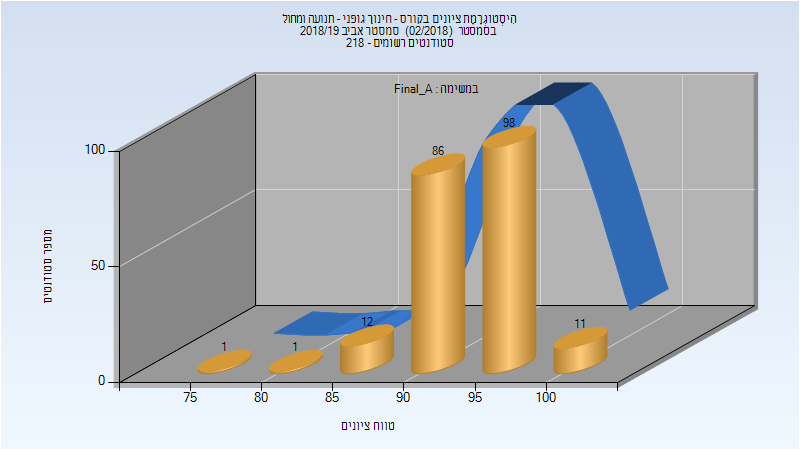 היסטוגרמת ציונים בקורס - חינוך גופני - תנועה ומחול
בסמסטר (02/2018) סמסטר אביב 2018/19
סטודנטים רשומים - 218
במשימה: Final_A
מספר סטודנטים
100
50
0
1
1
12
86
98
11
75
80
85
90
95
100
טווח ציונים